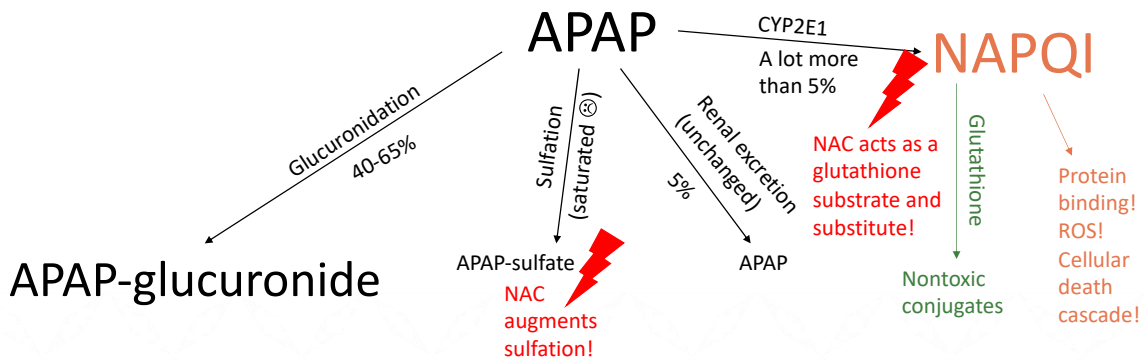 APAP
CYP2E1
A lot more
than 5%
NAPQI
Glucuronidation
40-65%
Sulfation
(saturated ☹)
Renal excretion
(unchanged)
5%
NAC acts as a
glutathione
substrate and
substitute!
Glutathione
Protein
binding!
ROS!
Cellular
death
cascade!
APAP-glucuronide
APAP-sulfate
NAC
augments
sulfation!
APAP
Nontoxic
conjugates